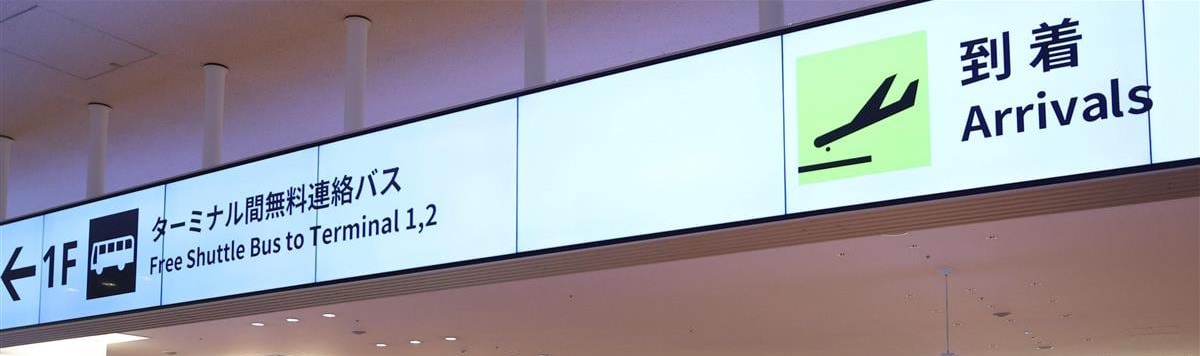 1F
ターミナル間無料連絡バス
Free Shuttle Bus to Terminal 1,2
到着
Arrivals